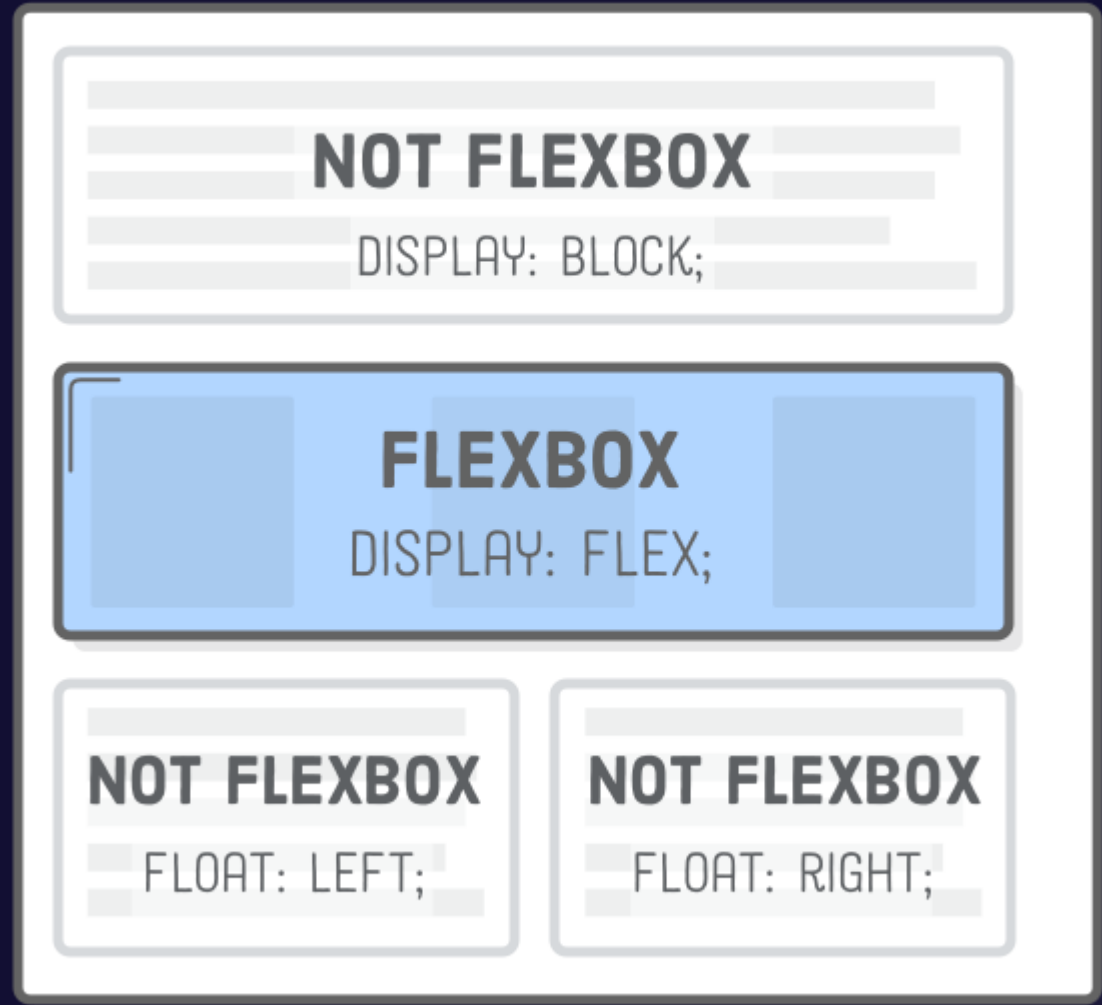 NOT FLEXBOX
DISPLAY: BLOCK;
FLEXBOX
DISPLAY: FLEX;
NOT FLEXBOX
FLOAT: LEFT;
NOT FLEXBOX
FLOAT: RIGHT;